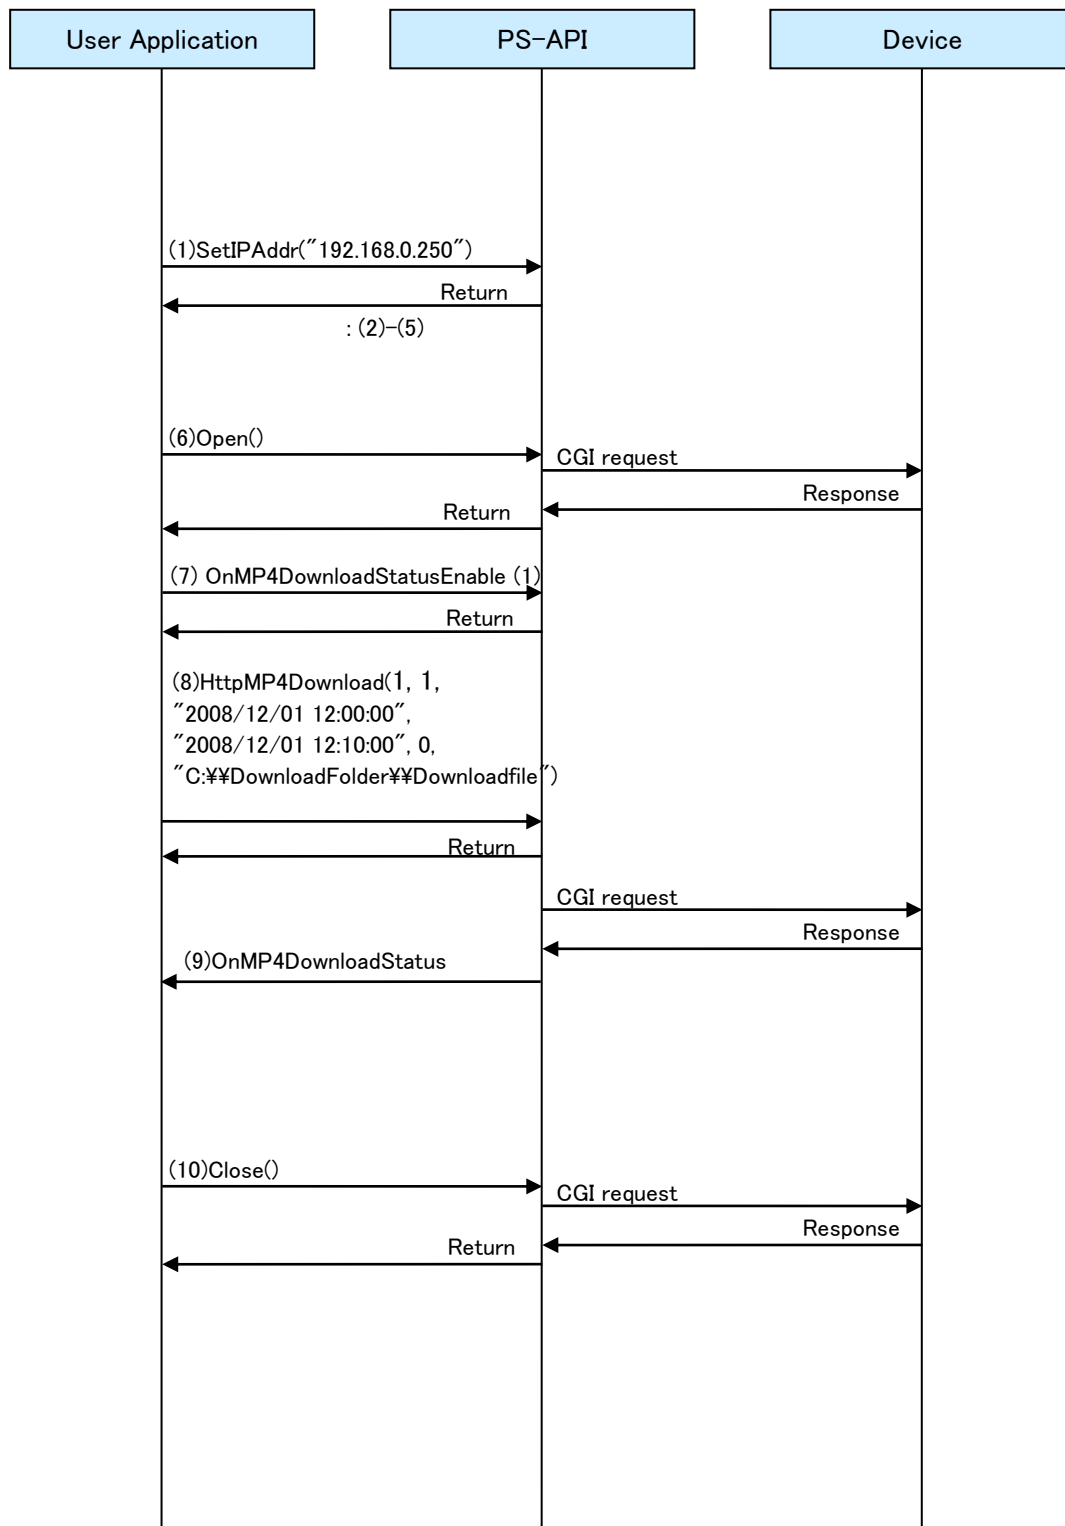 User Application
PS-API
Device
(1)SetIPAddr("192.168.0.250")
Return
: (2)-(5)
(6)Open()
CGI request
Response
Return
(7) OnMP4DownloadStatusEnable (1)
Return
(8)HttpMP4Download(1, 1,
"2008/12/01 12:00:00",
"2008/12/01 12:10:00", 0,
"C:¥¥DownloadFolder¥¥Downloadfile")
Return
CGI request
Response
(9)OnMP4DownloadStatus
(10)Close()
CGI request
Response
Return